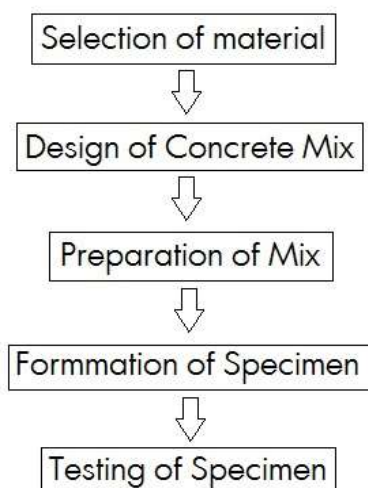 Selection of material
Design of Concrete Mix
Preparation of Mix
Formmation of Specimen
Testing of Specimen